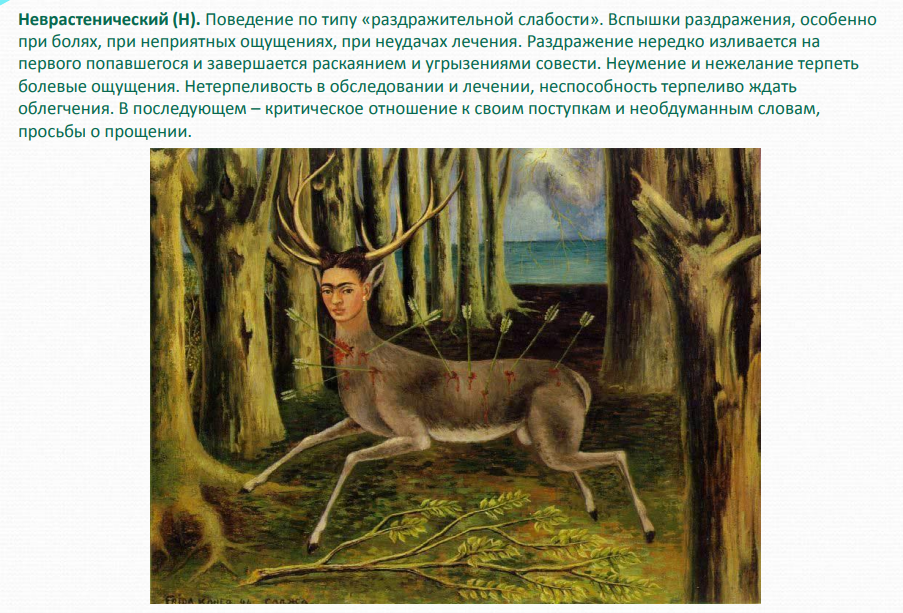 Неврастенический (Н). Поведение по типу «раздражительной слабости». Вспышки раздражения, особенно
при болях, при неприятных ощущениях, при неудачах лечения. Раздражение нередко изливается на
первого попавшегося и завершается раскаянием и угрызениями совести. Неумение и нежелание терпеть
болевые ощущения. Нетерпеливость в обследовании и лечении, неспособность терпеливо ждать
облегчения. В последующем – критическое отношение к своим поступкам и необдуманным словам,
просьбы о прощении.